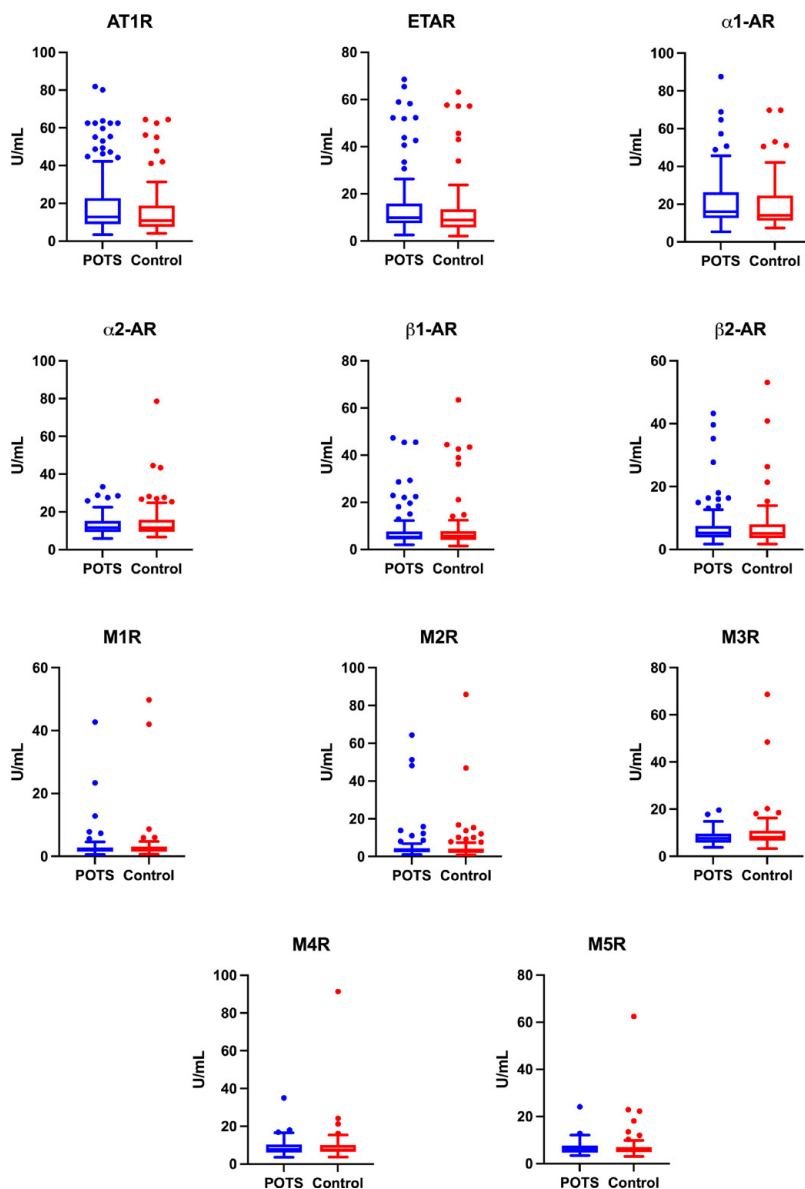 AT1R
100
80
60
40
20
0
U/mL
POTS Control
ETAR
80
60
40
20
0
U/mL
POTS Control
α1-AR
100
80
60
40
20
0
U/mL
POTS Control
α2-AR
100
80
60
40
20
0
U/mL
POTS Control
β1-AR
80
60
40
20
0
U/mL
POTS Control
β2-AR
60
40
20
0
U/mL
POTS Control
M1R
60
40
20
0
U/mL
POTS Control
M2R
100
80
60
40
20
0
U/mL
POTS Control
M3R
80
60
40
20
0
U/mL
POTS Control
M4R
100
80
60
40
20
0
U/mL
POTS Control
M5R
80
60
40
20
0
U/mL
POTS Control